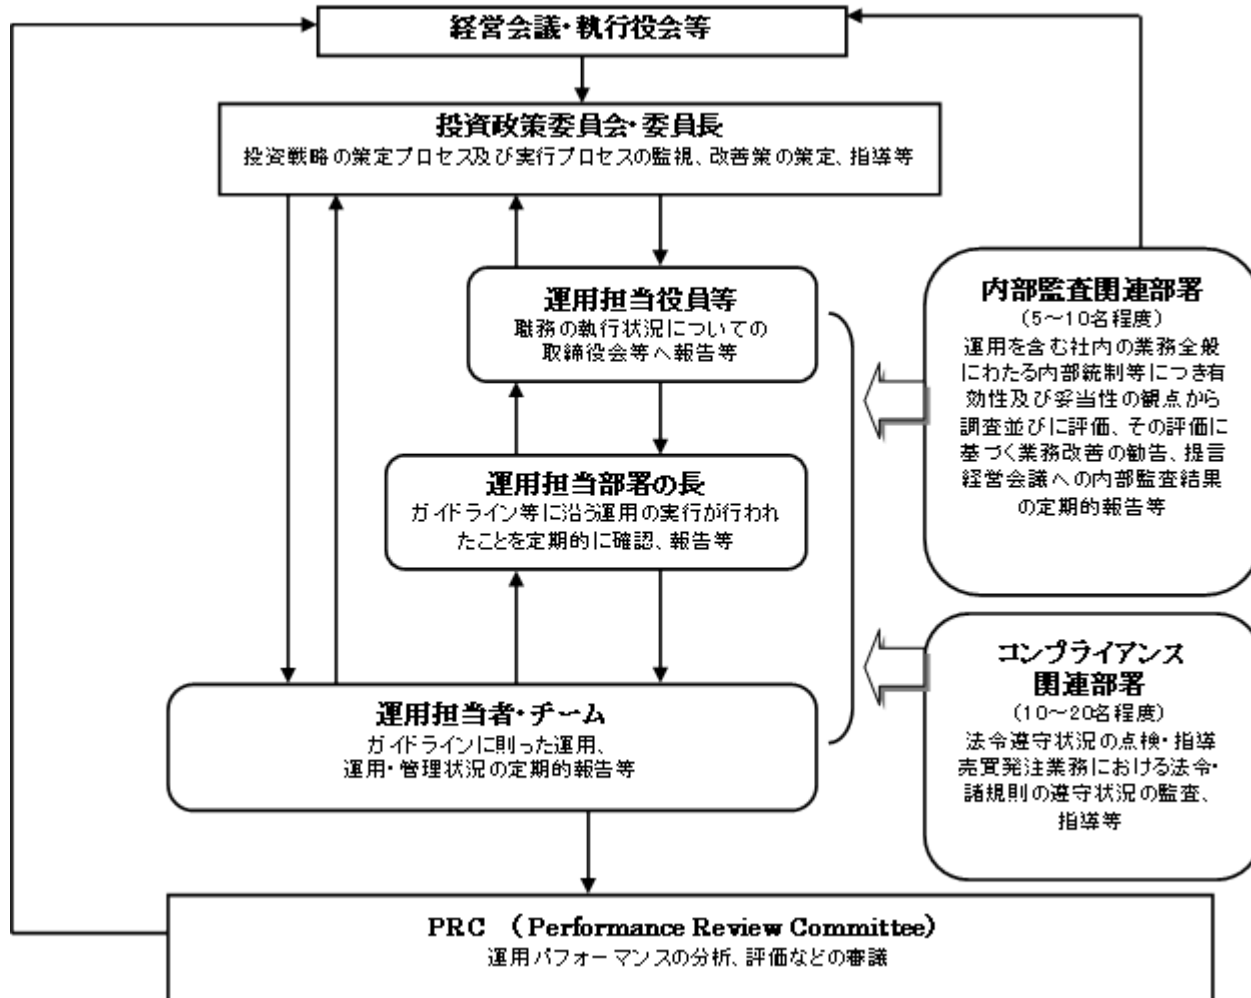 経営会議・執行役会等
投資政策委員会・委員長
投資戦略の策定プロセス及び実行プロセスの監視、改善策の策定、指導等
運用担当役員等
職務の執行状況についての
取締役会等へ報告等
運用担当部署の長
ガイドライン等に沿う運用の実行が行われ
たことを定期的に確認、報告等
運用担当者・チーム
ガイドラインに則った運用、
運用・管理状況の定期的報告等
内部監査関連部署
(5～10名程度)
運用を含む社内の業務全般
にわたる内部統制等につき有
効性及び妥当性の観点から
調査並びに評価、その評価に
基づく業務改善の勧告、提言
経営会議への内部監査結果
の定期的報告等
コンプライアンス
関連部署
(10～20名程度)
法令遵守状況の点検・指導
売買発注業務における法令・
諸規則の遵守状況の監査、
指導等
PRC (Performance Review Committee)
運用パフォーマンスの分析、評価などの審議